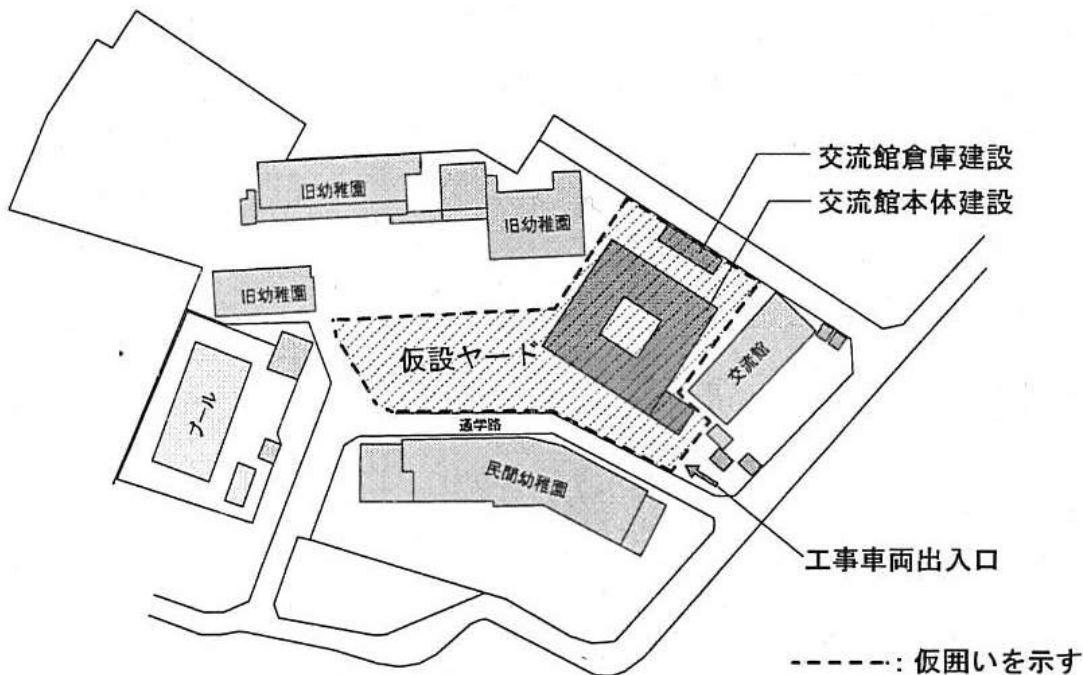 交流館倉庫建設
交流館本体建設
旧幼稚園
旧幼稚園
旧幼稚園
仮設ヤード
交流館
プール
通学路
民間幼稚園
工事車両出入口
-----: 仮囲いを示す